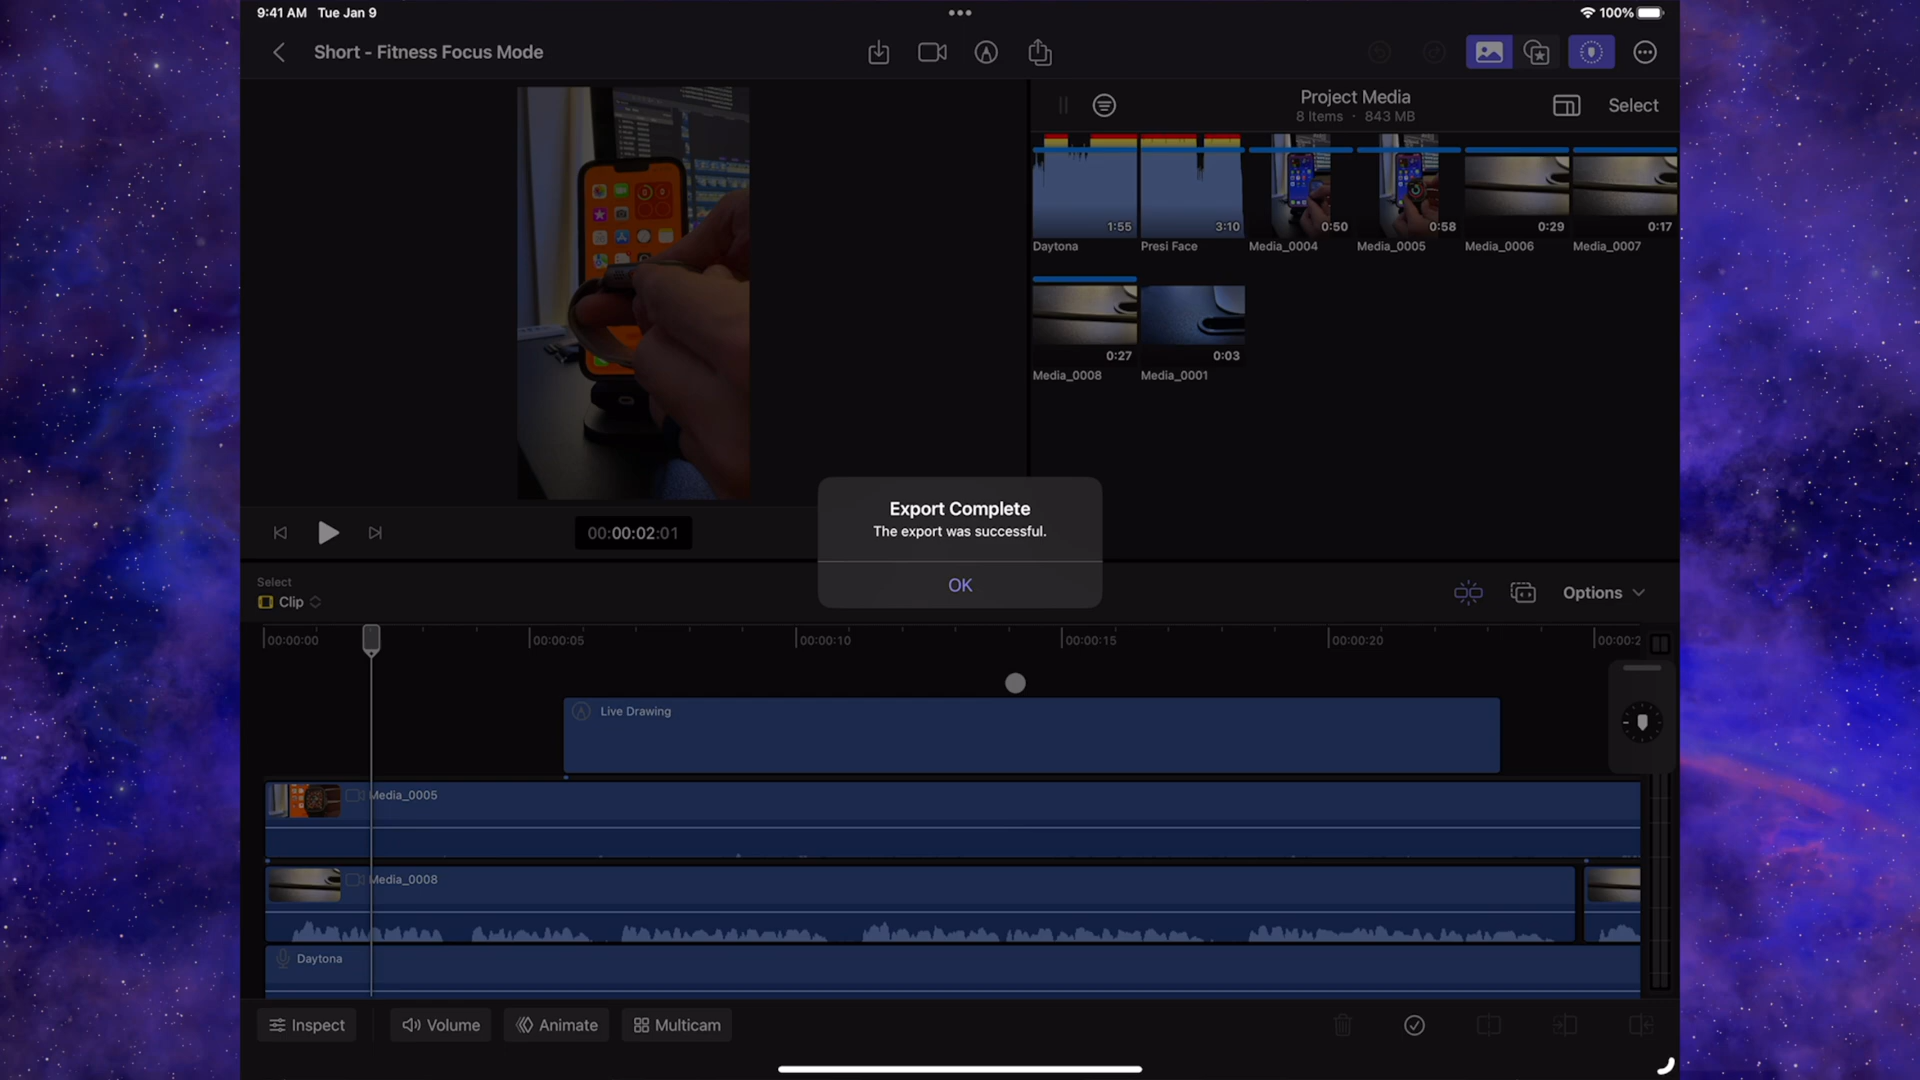 9:41 AM Tue Jan 9
100%
Short - Fitness Focus Mode
Project Media
8 Items · 843 MB
Select
1:55
3:10
0:50
0:58
0:29
0:17
Daytona
Presi Face
Media_0004
Media_0005
Media_0006
Media_0007
0:27
0:03
Media_0008
Media_0001
Export Complete
The export was successful.
OK
00:00:02:01
Select
Clip
Options
00:00:00
00:00:05
00:00:10
00:00:15
00:00:20
00:00:2
Live Drawing
Media_0005
Media_0008
Daytona
Inspect
Volume
Animate
Multicam